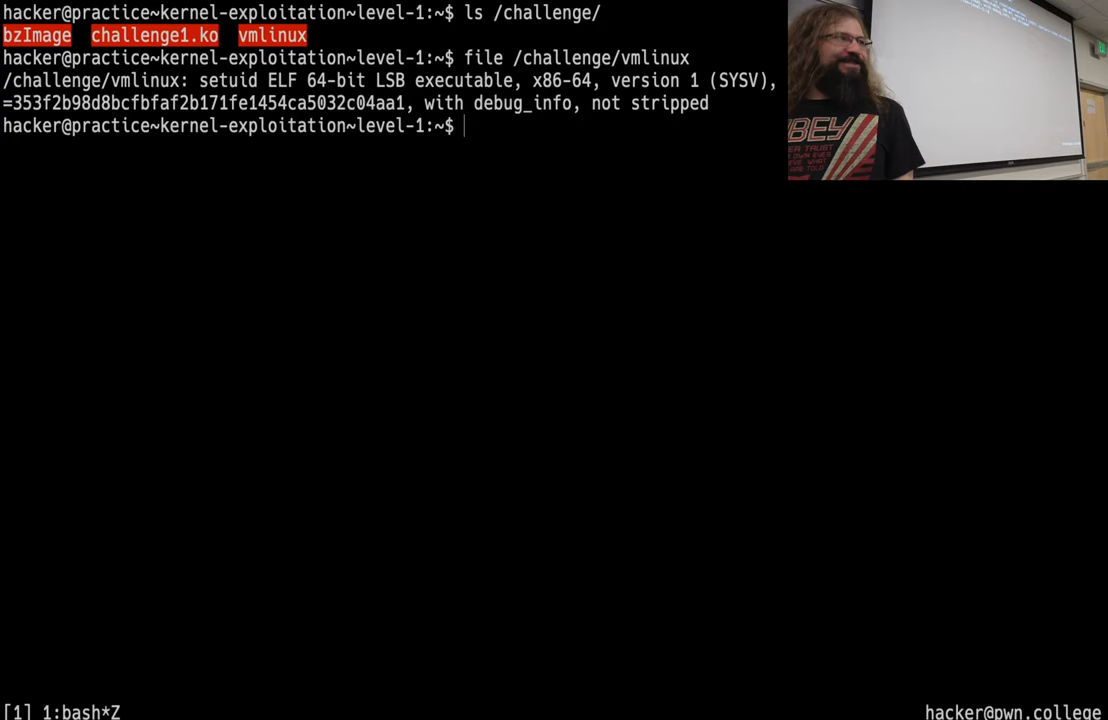 hacker@practice~kernel-exploitation~level-1:~$ ls /challenge/
bzImage  challenge1.ko  vmlinux
hacker@practice~kernel-exploitation~level-1:~$ file /challenge/vmlinux
/challenge/vmlinux: setuid ELF 64-bit LSB executable, x86-64, version 1 (SYSV),
=353f2b98d8bcfbfaf2b171fe1454ca5032c04aa1, with debug_info, not stripped
hacker@practice~kernel-exploitation~level-1:~$
OBEY
[1] 1:bash*Z
hacker@pwn.college